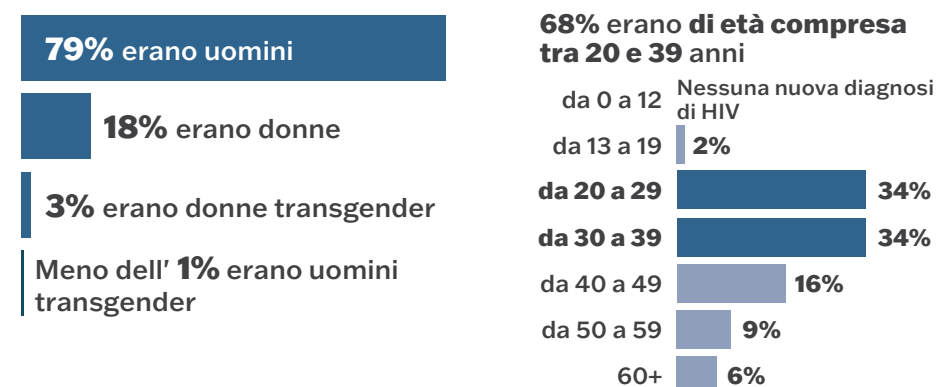 79% erano uomini
18% erano donne
3% erano donne transgender
Meno dell' 1% erano uomini
transgender
68% erano di età compresa
tra 20 e 39 anni
da 0 a 12 Nessuna nuova diagnosi
di HIV
da 13 a 19 2%
da 20 a 29 34%
da 30 a 39 34%
da 40 a 49 16%
da 50 a 59 9%
60+ 6%